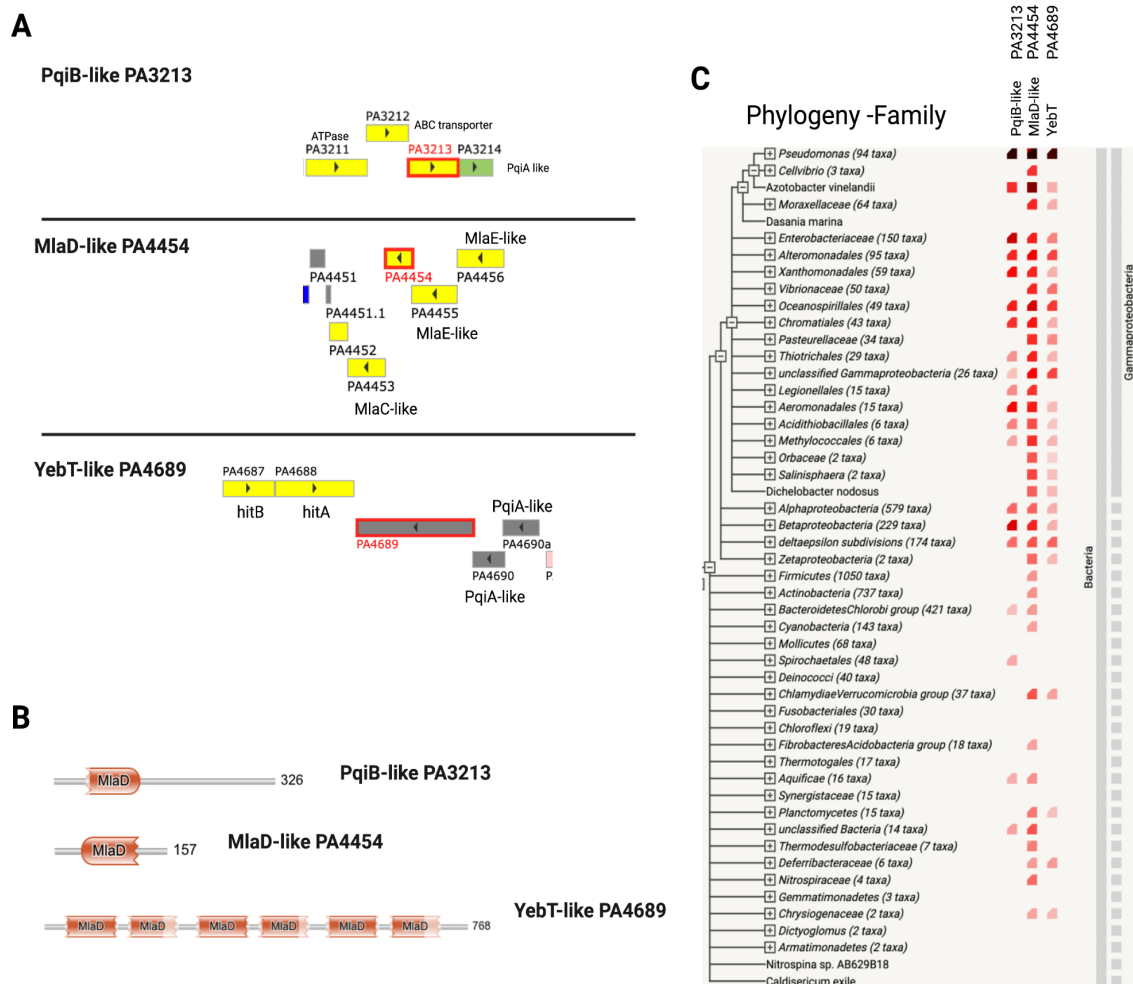 A
PqiB-like PA3213
PA3212
ABC transporter
ATPase
PA3211
PA3213
PA3214
PqiA like
MlaD-like PA4454
MlaE-like
PA4451
PA4454
PA4456
PA4451.1
PA4455
MlaE-like
PA4452
PA4453
MlaC-like
YebT-like PA4689
PA4687
PA4688
hitB
hitA
PqiA-like
PA4689
PA4690a
PA4690
P.
PqiA-like
B
MlaD
326
PqiB-like PA3213
MlaD
157
MlaD-like PA4454
MlaD MlaD MlaD MlaD MlaD MlaD
768
YebT-like PA4689
C
Phylogeny -Family
PqiB-like PA3213
MlaD-like PA4454
YebT PA4689
Pseudomonas (94 taxa)
Cellvibrio (3 taxa)
Azotobacter vinelandii
Moraxellaceae (64 taxa)
Dasania marina
Enterobacteriaceae (150 taxa)
Alteromonadales (95 taxa)
Xanthomonadales (59 taxa)
Vibrionaceae (50 taxa)
Oceanospirillales (49 taxa)
Chromatiales (43 taxa)
Pasteurellaceae (34 taxa)
Thiotrichales (29 taxa)
unclassified Gammaproteobacteria (26 taxa)
Legionellales (15 taxa)
Aeromonadales (15 taxa)
Acidithiobacillales (6 taxa)
Methylococcales (6 taxa)
Orbaceae (2 taxa)
Salinisphaera (2 taxa)
Dichelobacter nodosus
Alphaproteobacteria (579 taxa)
Betaproteobacteria (229 taxa)
deltaepsilon subdivisions (174 taxa)
Zetaproteobacteria (2 taxa)
Firmicutes (1050 taxa)
Actinobacteria (737 taxa)
BacteroidetesChlorobi group (421 taxa)
Cyanobacteria (143 taxa)
Mollicutes (68 taxa)
Spirochaetales (48 taxa)
Deinococci (40 taxa)
ChlamydiaeVerrucomicrobia group (37 taxa)
Fusobacteriales (30 taxa)
Chloroflexi (19 taxa)
FibrobacteresAcidobacteria group (18 taxa)
Thermotogales (17 taxa)
Aquificae (16 taxa)
Synergistaceae (15 taxa)
Planctomycetes (15 taxa)
unclassified Bacteria (14 taxa)
Thermodesulfobacteriaceae (7 taxa)
Deferribacteraceae (6 taxa)
Nitrospiraceae (4 taxa)
Gemmatimonadetes (3 taxa)
Chrysiogenaceae (2 taxa)
Dictyoglomus (2 taxa)
Armatimonadetes (2 taxa)
Nitrospina sp. AB629B18
Caldisericum exile
Bacteria
Gammaproteobacteria